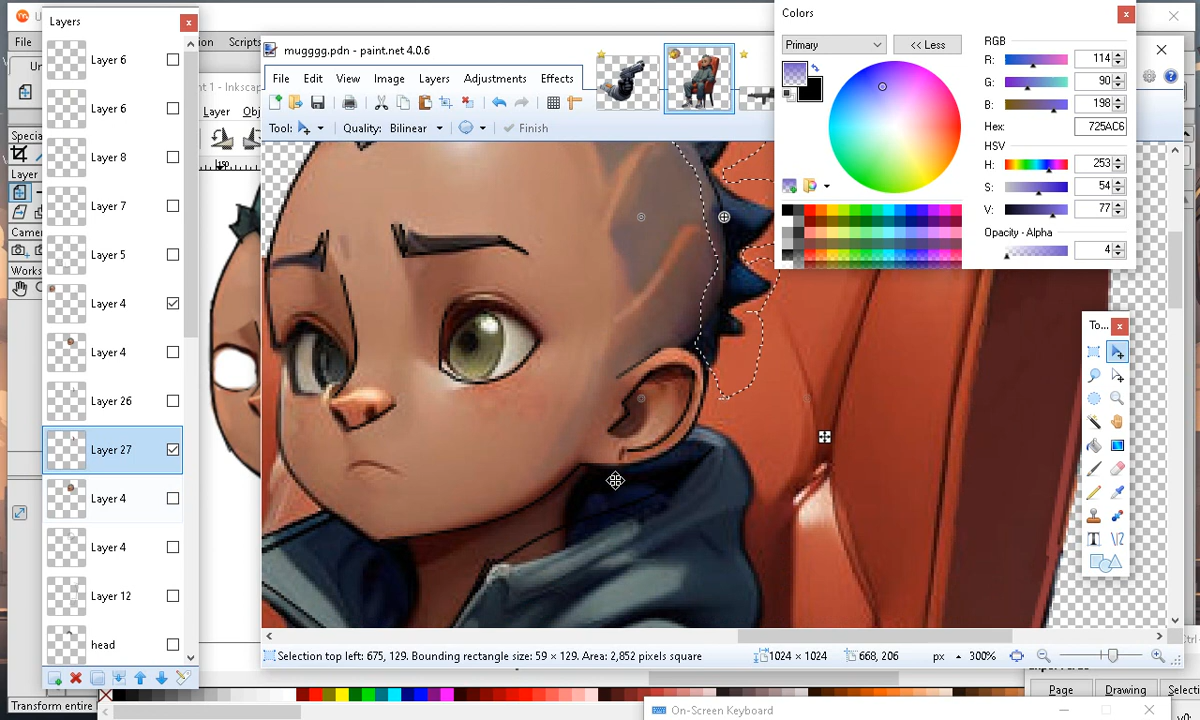 Layers
Layer 6
Layer 6
Layer 8
Layer 7
Layer 5
Layer 4
Layer 4
Layer 26
Layer 27
Layer 4
Layer 4
Layer 12
head
File
Scripts
Specia
Layer
Came
Works
Transform entire
Layer
mugggg.pdn - paint.net 4.0.6
File Edit View Image Layers Adjustments Effects
Tool: Quality: Bilinear Finish
Colors
Primary << Less
RGB
R: 114
G: 90
B: 198
Hex: 725AC6
HSV
H: 253
S: 54
V: 77
Opacity - Alpha
4
To...
Selection top left: 675, 129. Bounding rectangle size: 59 × 129. Area: 2,852 pixels square
1024 × 1024 668, 206 px 300%
Page Drawing Selecti
On-Screen Keyboard